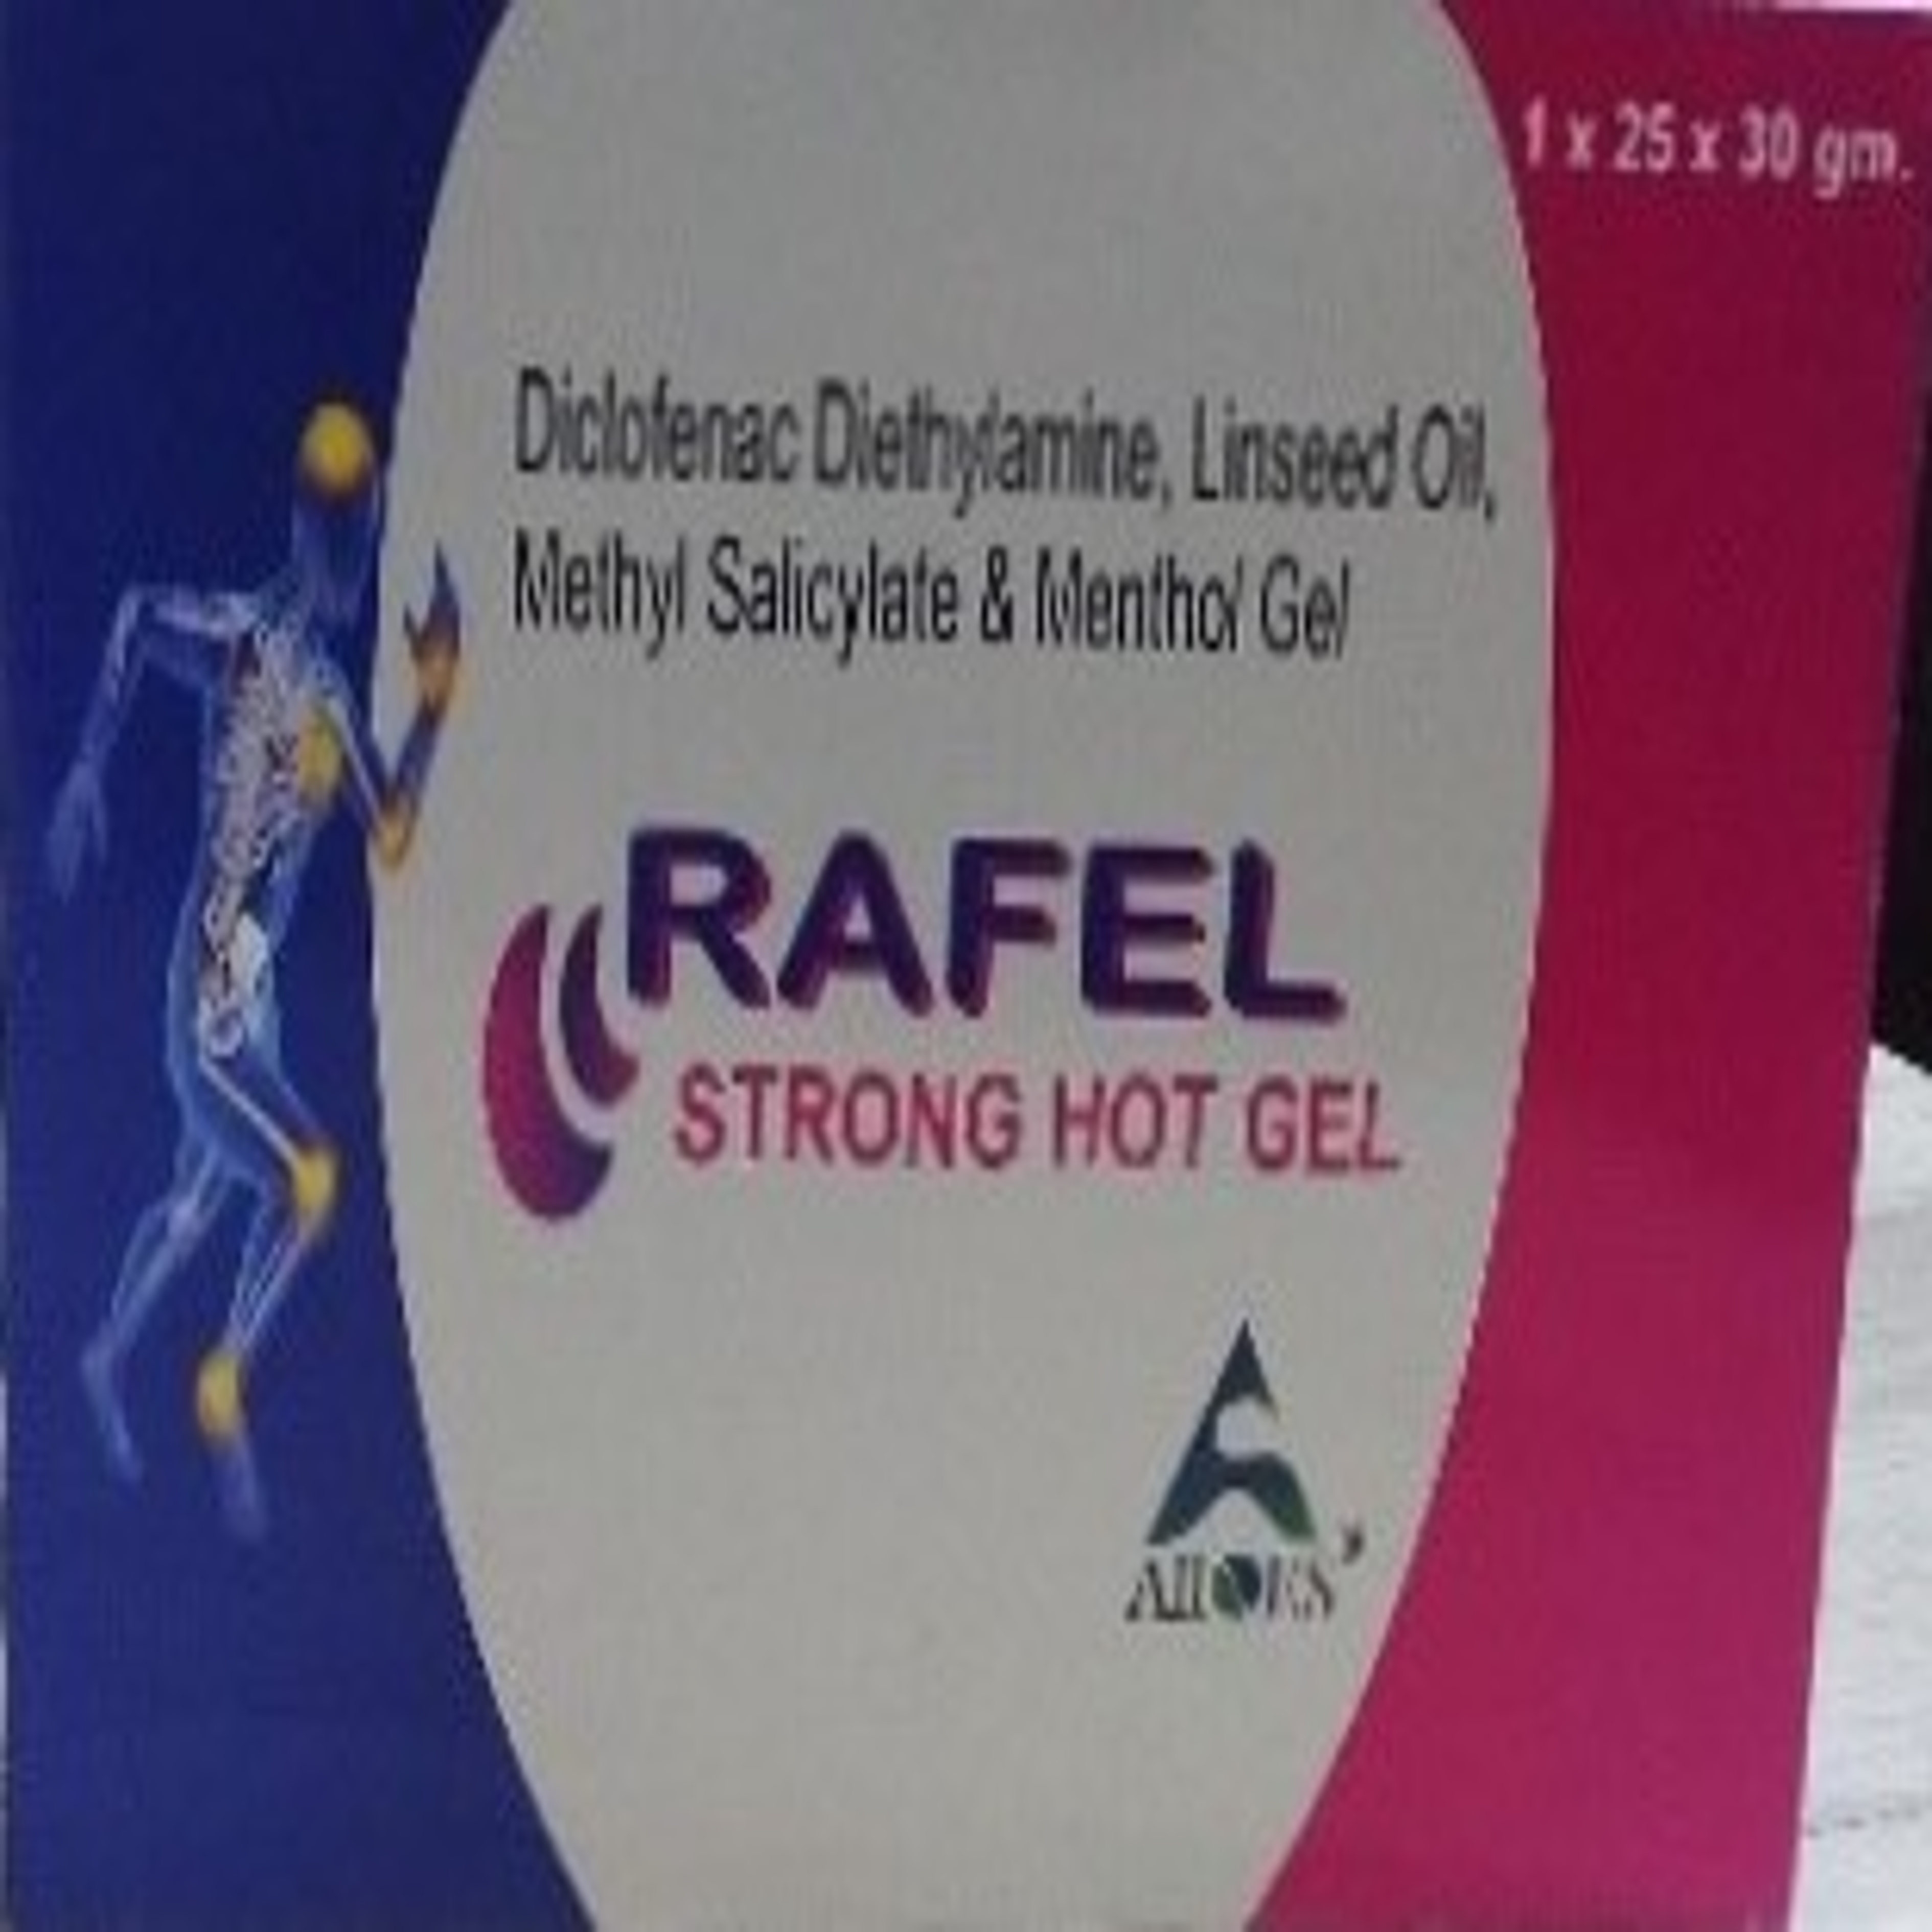 1 x 25 x 30 gm.
Diclofenac Diethylamine, Linseed Oil,
Methyl Salicylate & Menthol Gel
RAFEL
STRONG HOT GEL